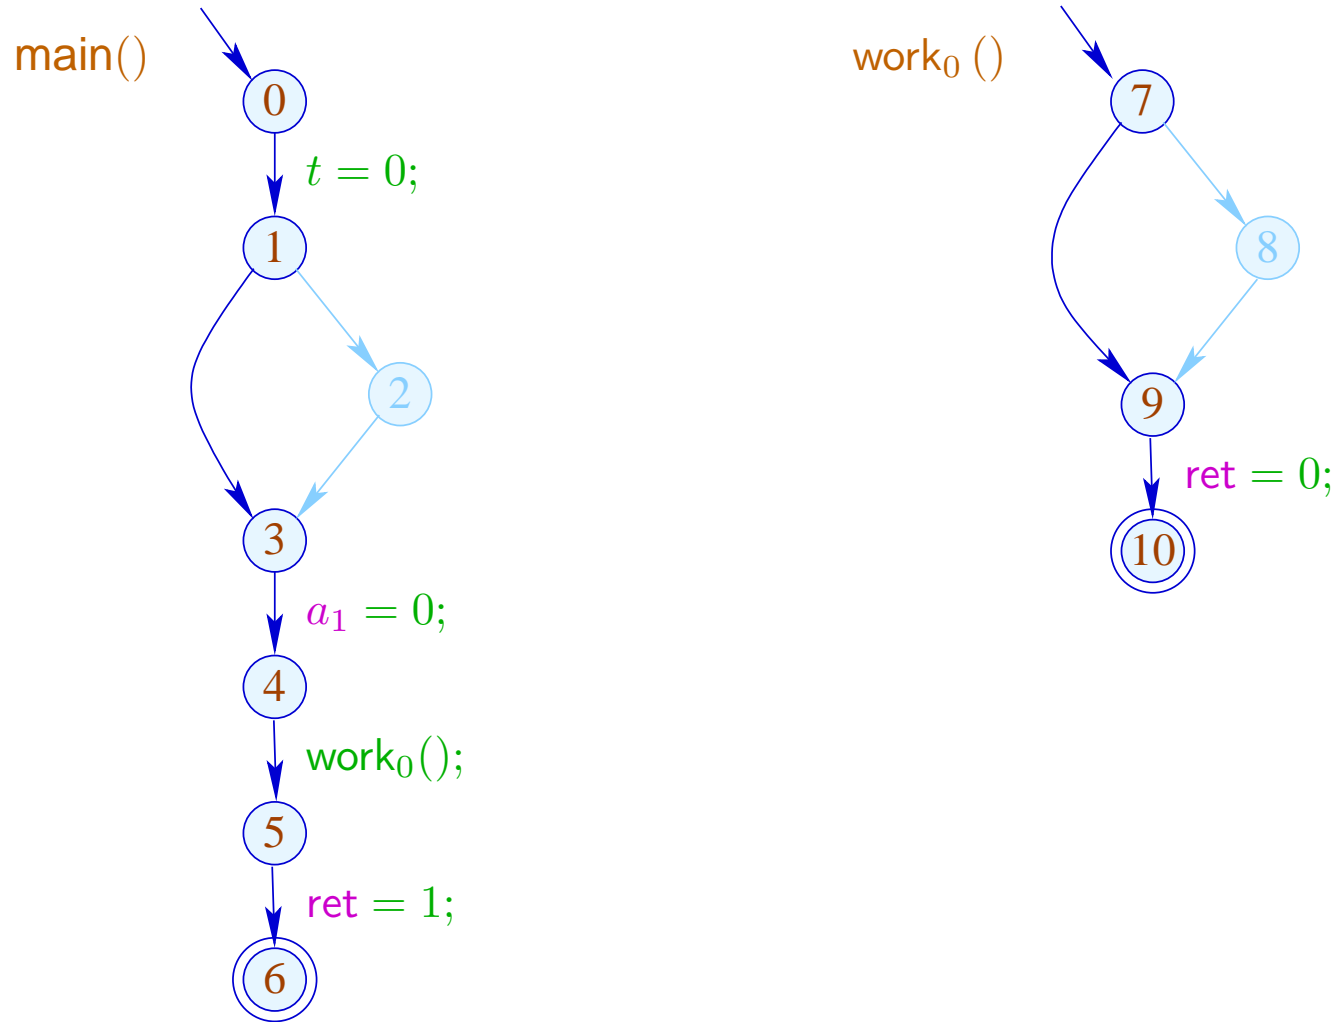 main()
work₀ ()
0
7
t = 0;
1
8
2
9
ret = 0;
3
10
a₁ = 0;
4
work₀();
5
ret = 1;
6